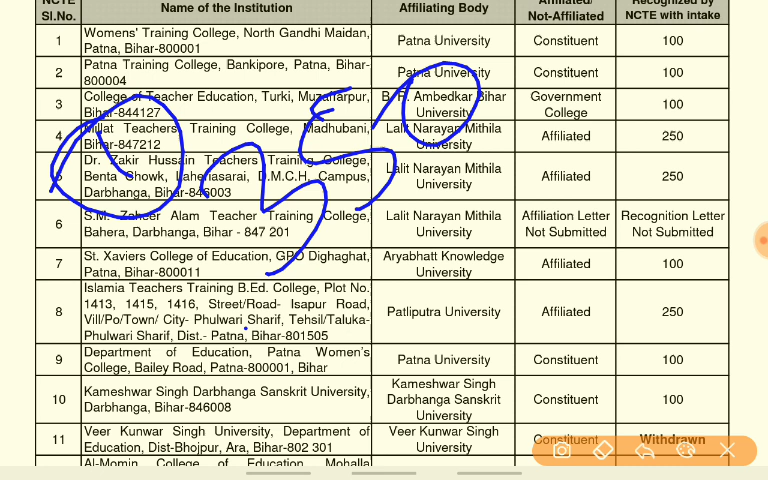 NCTE Name of the Institution Affiliating Body Affiliated/ Recognized by
Sl.No. Not-Affiliated NCTE with intake
1 Womens' Training College, North Gandhi Maidan, Patna University Constituent 100
Patna, Bihar-800001
2 Patna Training College, Bankipore, Patna, Bihar- Patna University Constituent 100
800004
3 College of Teacher Education, Turki, Muzaffarpur, B. R. Ambedkar Bihar Government 100
Bihar-844127 University College
4 Millat Teachers Training College, Madhubani, Lalit Narayan Mithila Affiliated 250
Bihar-847212 University
5 Dr. Zakir Hussain Teachers Training College, Lalit Narayan Mithila Affiliated 250
Benta Chowk, Laheriasarai, D.M.C.H. Campus, University
Darbhanga, Bihar-846003
6 S.M. Zaheer Alam Teacher Training College, Lalit Narayan Mithila Affiliation Letter Recognition Letter
Bahera, Darbhanga, Bihar - 847 201 University Not Submitted Not Submitted
7 St. Xaviers College of Education, GPO Dighaghat, Aryabhatt Knowledge Affiliated 100
Patna, Bihar-800011 University
8 Islamia Teachers Training B.Ed. College, Plot No. Patliputra University Affiliated 250
1413, 1415, 1416, Street/Road- Isapur Road,
Vill/Po/Town/ City- Phulwari Sharif, Tehsil/Taluka-
Phulwari Sharif, Dist.- Patna, Bihar-801505
9 Department of Education, Patna Women's Patna University Constituent 100
College, Bailey Road, Patna-800001, Bihar
10 Kameshwar Singh Darbhanga Sanskrit University, Kameshwar Singh Constituent 100
Darbhanga, Bihar-846008 Darbhanga Sanskrit
University
11 Veer Kunwar Singh University, Department of Veer Kunwar Singh Constituent Withdrawn
Education, Dist-Bhojpur, Ara, Bihar-802 301 University
Al-Momin College of Education, Mohalla